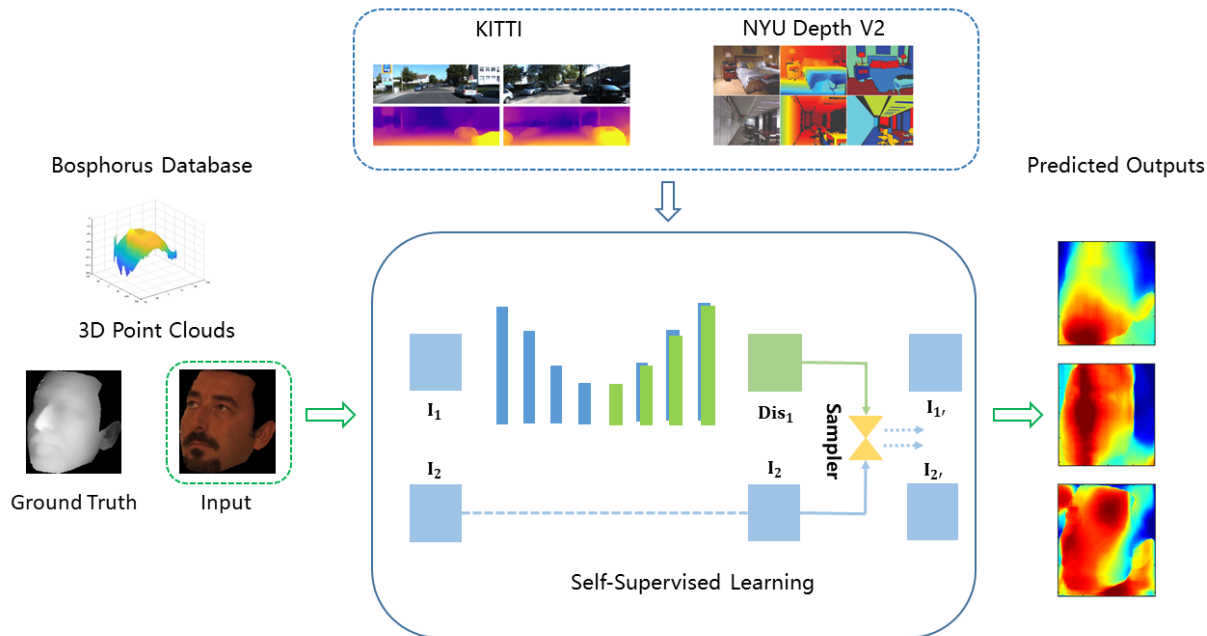 KITTI
NYU Depth V2
Bosphorus Database
Predicted Outputs
3D Point Clouds
I₁
Dis₁
I₁,
Sampler
I₂
I₂
I₂,
Ground Truth
Input
Self-Supervised Learning